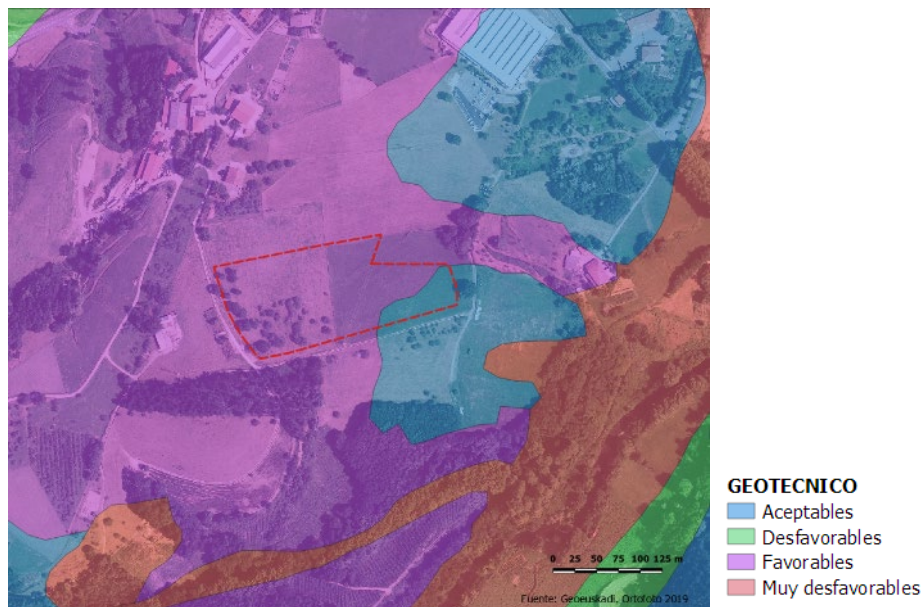 GEOTECNICO
Aceptables
Desfavorables
Favorables
Muy desfavorables
0 25 50 75 100 125 m
Fuente: Geoeuskadi, Ortofoto 2019